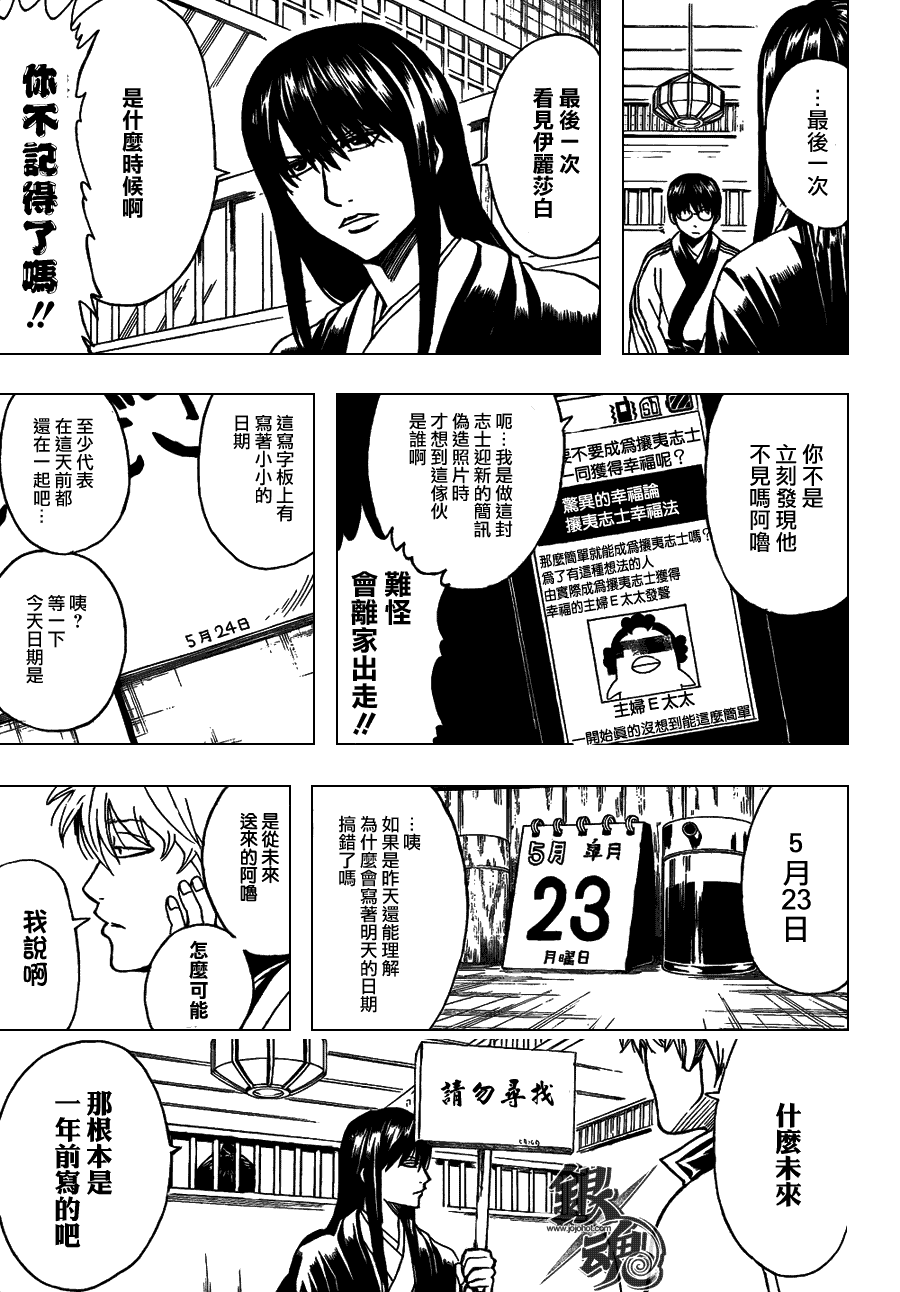 …最後一次
最後一次
看見伊麗莎白
是什麼時候啊
你不記得了嗎!!
你不是
立刻發現他
不見嗎阿嚕
要不要成爲攘夷志士
一同獲得幸福呢？
驚異的幸福論
攘夷志士幸福法
那麼簡單就能成爲攘夷志士嗎？
爲了有這種想法的人
由實際成爲攘夷志士獲得
幸福的主婦E太太發聲
主婦E太太
一開始眞的沒想到能這麼簡單
呃…我是做這封
志士迎新的簡訊
偽造照片時
才想到這傢伙
是誰啊
難怪
會離家出走!!
這寫字板上有
寫著小小的
日期
至少代表
在這天前都
還在一起吧…
5月24日
咦？
等一下
今天日期是
5月23日
5月 皐月
23
月曜日
…咦
如果是昨天還能理解
為什麼會寫著明天的日期
搞錯了嗎
是從未來
送來的阿嚕
怎麼可能
我說啊
什麼未來
請勿尋找
那根本是
一年前寫的吧
銀魂
www.jojohot.com